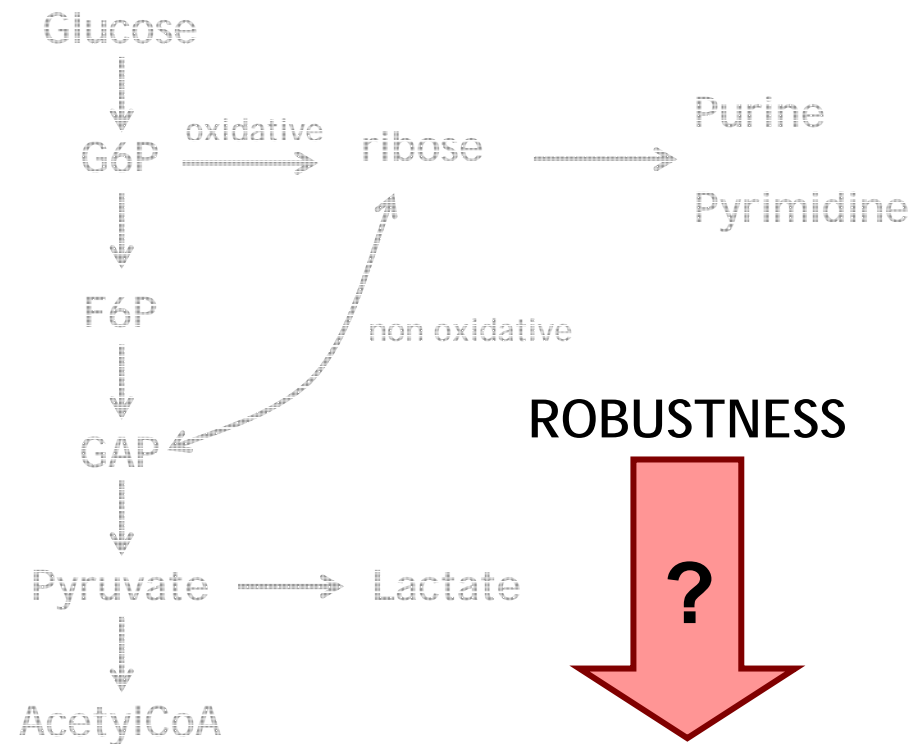 Glucose
oxidative
G6P
ribose
Purine
Pyrimidine
F6P
non oxidative
ROBUSTNESS
GAP
?
Pyruvate
Lactate
AcetylCoA